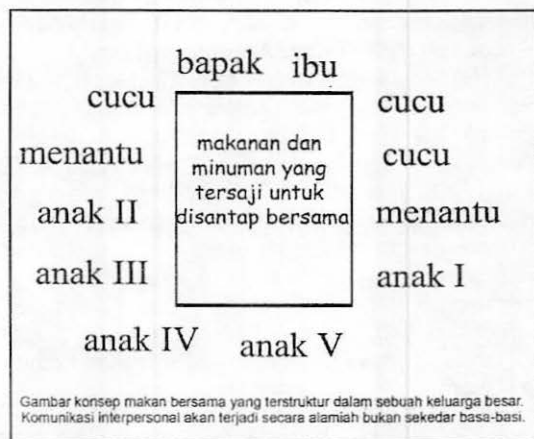 bapak ibu
cucu
cucu
menantu
cucu
anak II
menantu
anak III
anak I
anak IV anak V
makanan dan
minuman yang
tersaji untuk
disantap bersama
Gambar konsep makan bersama yang terstruktur dalam sebuah keluarga besar.
Komunikasi interpersonal akan terjadi secara alamiah bukan sekedar basa-basi.